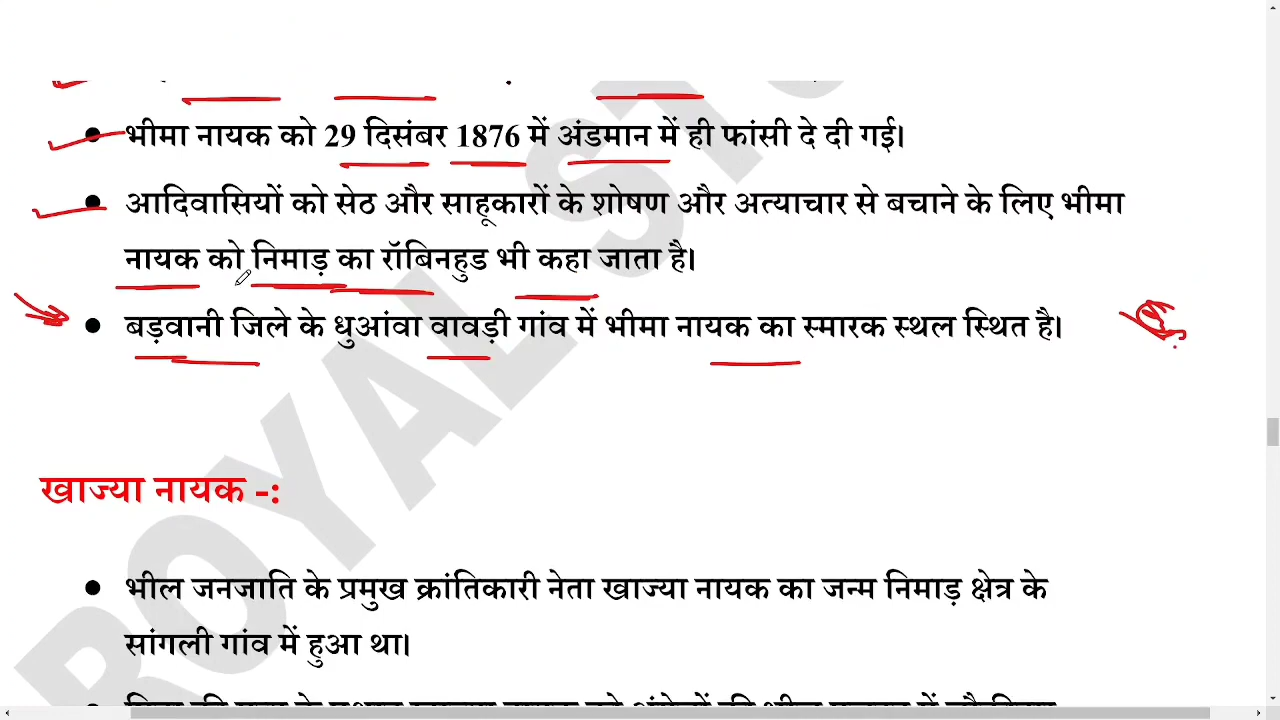 भीमा नायक को 29 दिसंबर 1876 में अंडमान में ही फांसी दे दी गई।
आदिवासियों को सेठ और साहूकारों के शोषण और अत्याचार से बचाने के लिए भीमा
नायक को निमाड़ का रॉबिनहुड भी कहा जाता है।
बड़वानी जिले के धुआंवा वावड़ी गांव में भीमा नायक का स्मारक स्थल स्थित है।
खाज्या नायक -:
भील जनजाति के प्रमुख क्रांतिकारी नेता खाज्या नायक का जन्म निमाड़ क्षेत्र के
सांगली गांव में हुआ था।
ROYAL